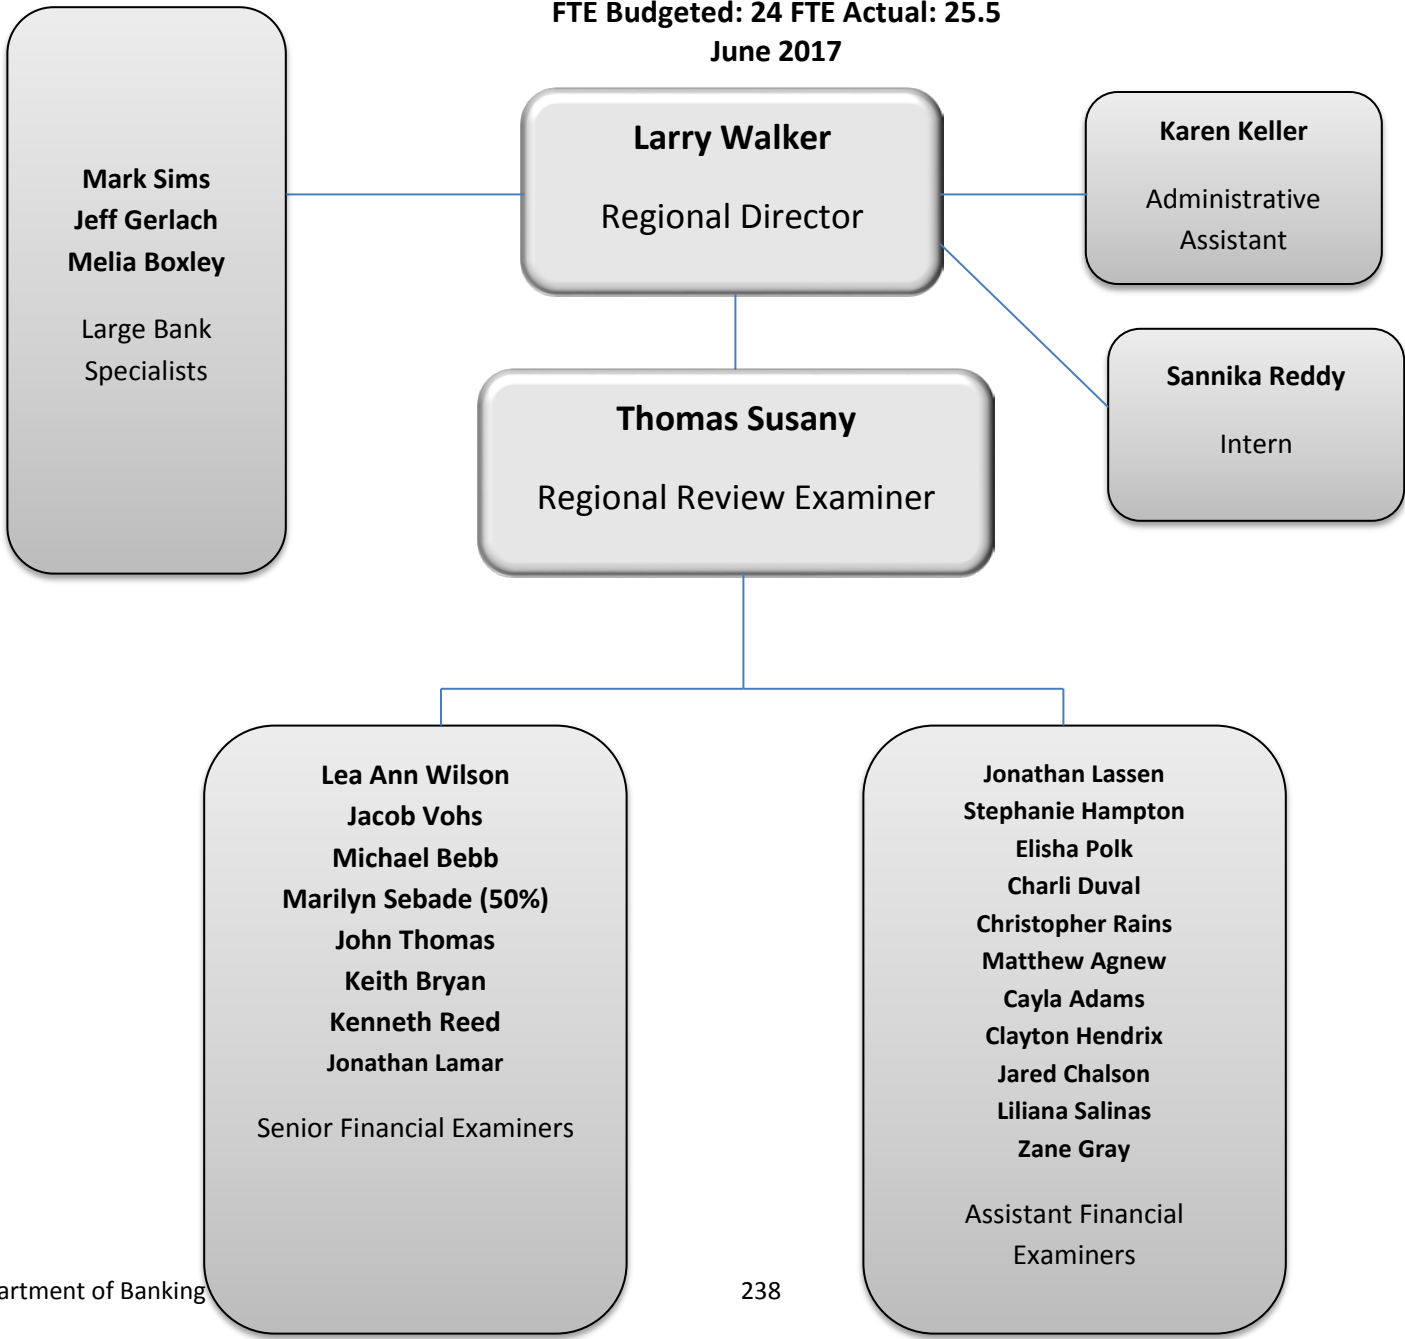 FTE Budgeted: 24 FTE Actual: 25.5
June 2017
Mark Sims
Jeff Gerlach
Melia Boxley
Large Bank
Specialists
Larry Walker
Regional Director
Karen Keller
Administrative
Assistant
Sannika Reddy
Intern
Thomas Susany
Regional Review Examiner
Lea Ann Wilson
Jacob Vohs
Michael Bebb
Marilyn Sebade (50%)
John Thomas
Keith Bryan
Kenneth Reed
Jonathan Lamar
Senior Financial Examiners
Jonathan Lassen
Stephanie Hampton
Elisha Polk
Charli Duval
Christopher Rains
Matthew Agnew
Cayla Adams
Clayton Hendrix
Jared Chalson
Liliana Salinas
Zane Gray
Assistant Financial
Examiners
artment of Banking
238